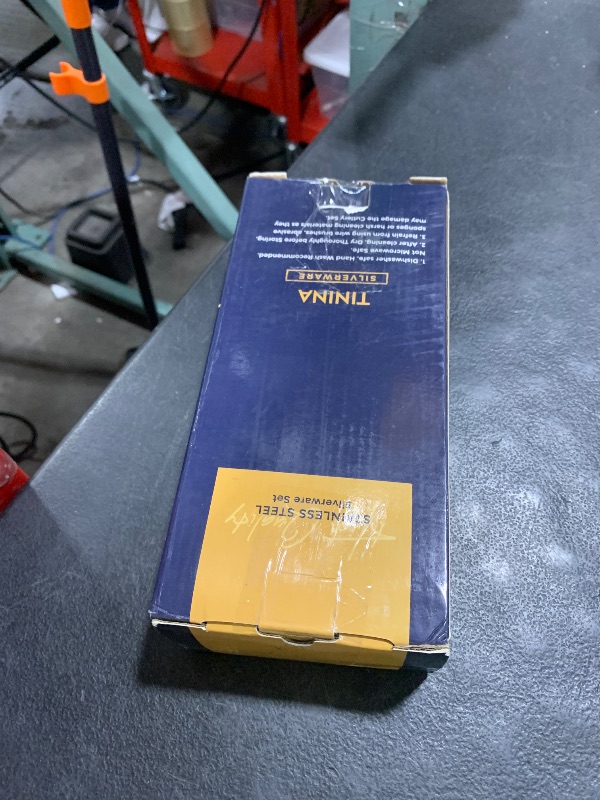 STAINLESS STEEL
Silverware Set
TININA
SILVERWARE
1. Dishwasher safe, Hand Wash Recommended.
Not Microwave Safe.
2. After cleaning, Dry Thoroughly before Storing.
3. Refrain from using wire brushes, abrasive
sponges or harsh cleaning materials as they
may damage the Cutlery Set.